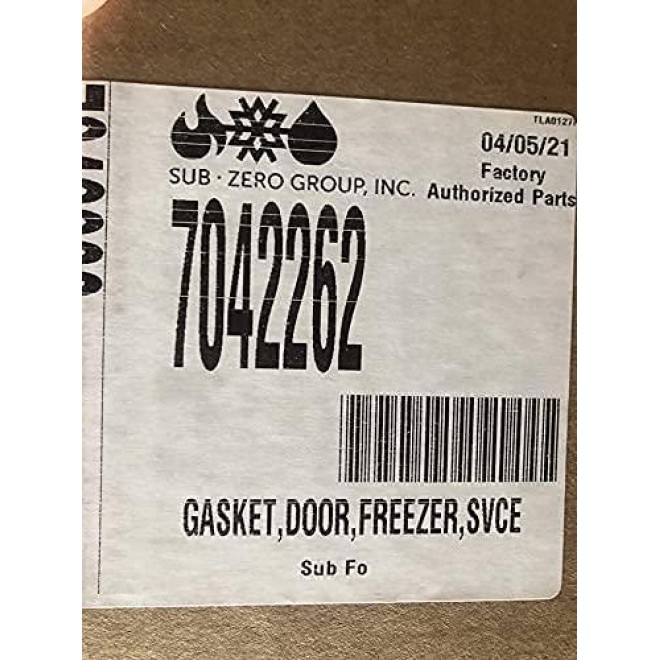 TLA0127
04/05/21
Factory
Authorized Parts
SUB · ZERO GROUP, INC.
7042262
GASKET,DOOR,FREEZER,SVCE
Sub Fo